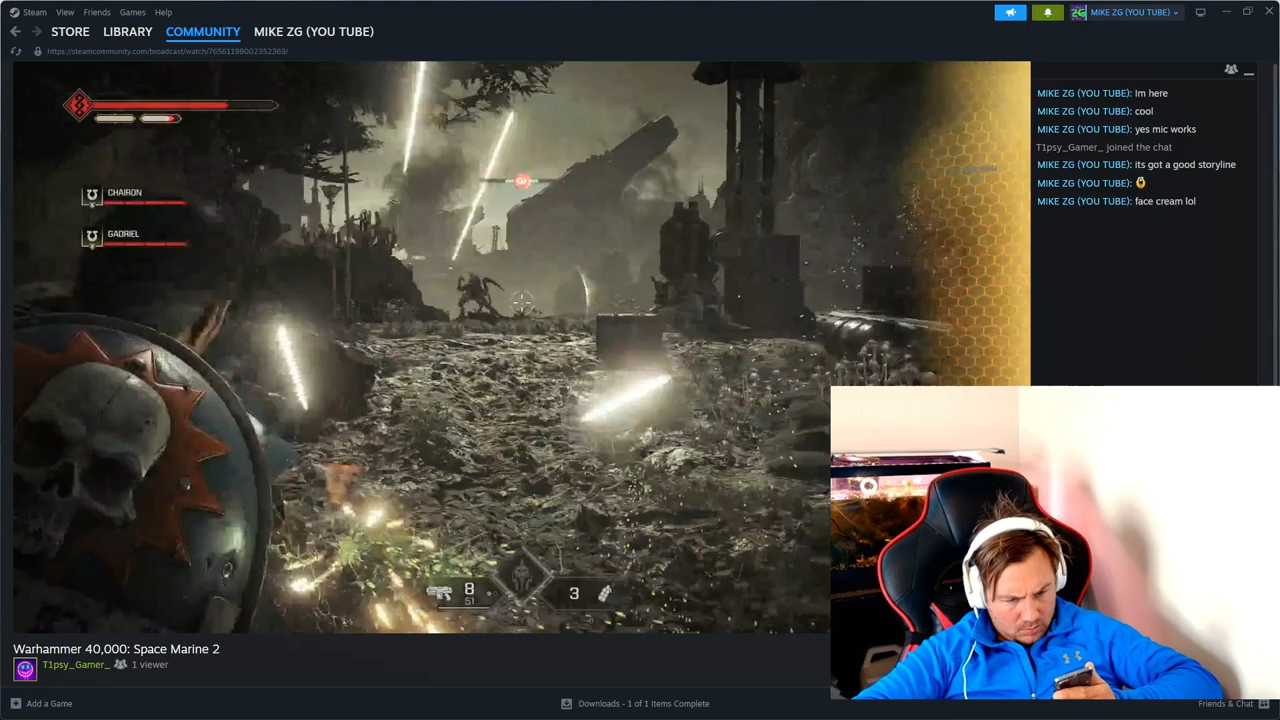 Steam View Friends Games Help
MIKE ZG (YOU TUBE)
STORE LIBRARY COMMUNITY MIKE ZG (YOU TUBE)
https://steamcommunity.com/broadcast/watch/76561198002352369/
CHAIRON
GADRIEL
8
51
3
MIKE ZG (YOU TUBE): Im here
MIKE ZG (YOU TUBE): cool
MIKE ZG (YOU TUBE): yes mic works
T1psy_Gamer_ joined the chat
MIKE ZG (YOU TUBE): its got a good storyline
MIKE ZG (YOU TUBE):
MIKE ZG (YOU TUBE): face cream lol
Warhammer 40,000: Space Marine 2
T1psy_Gamer_ 1 viewer
Add a Game
Downloads - 1 of 1 Items Complete
Friends & Chat